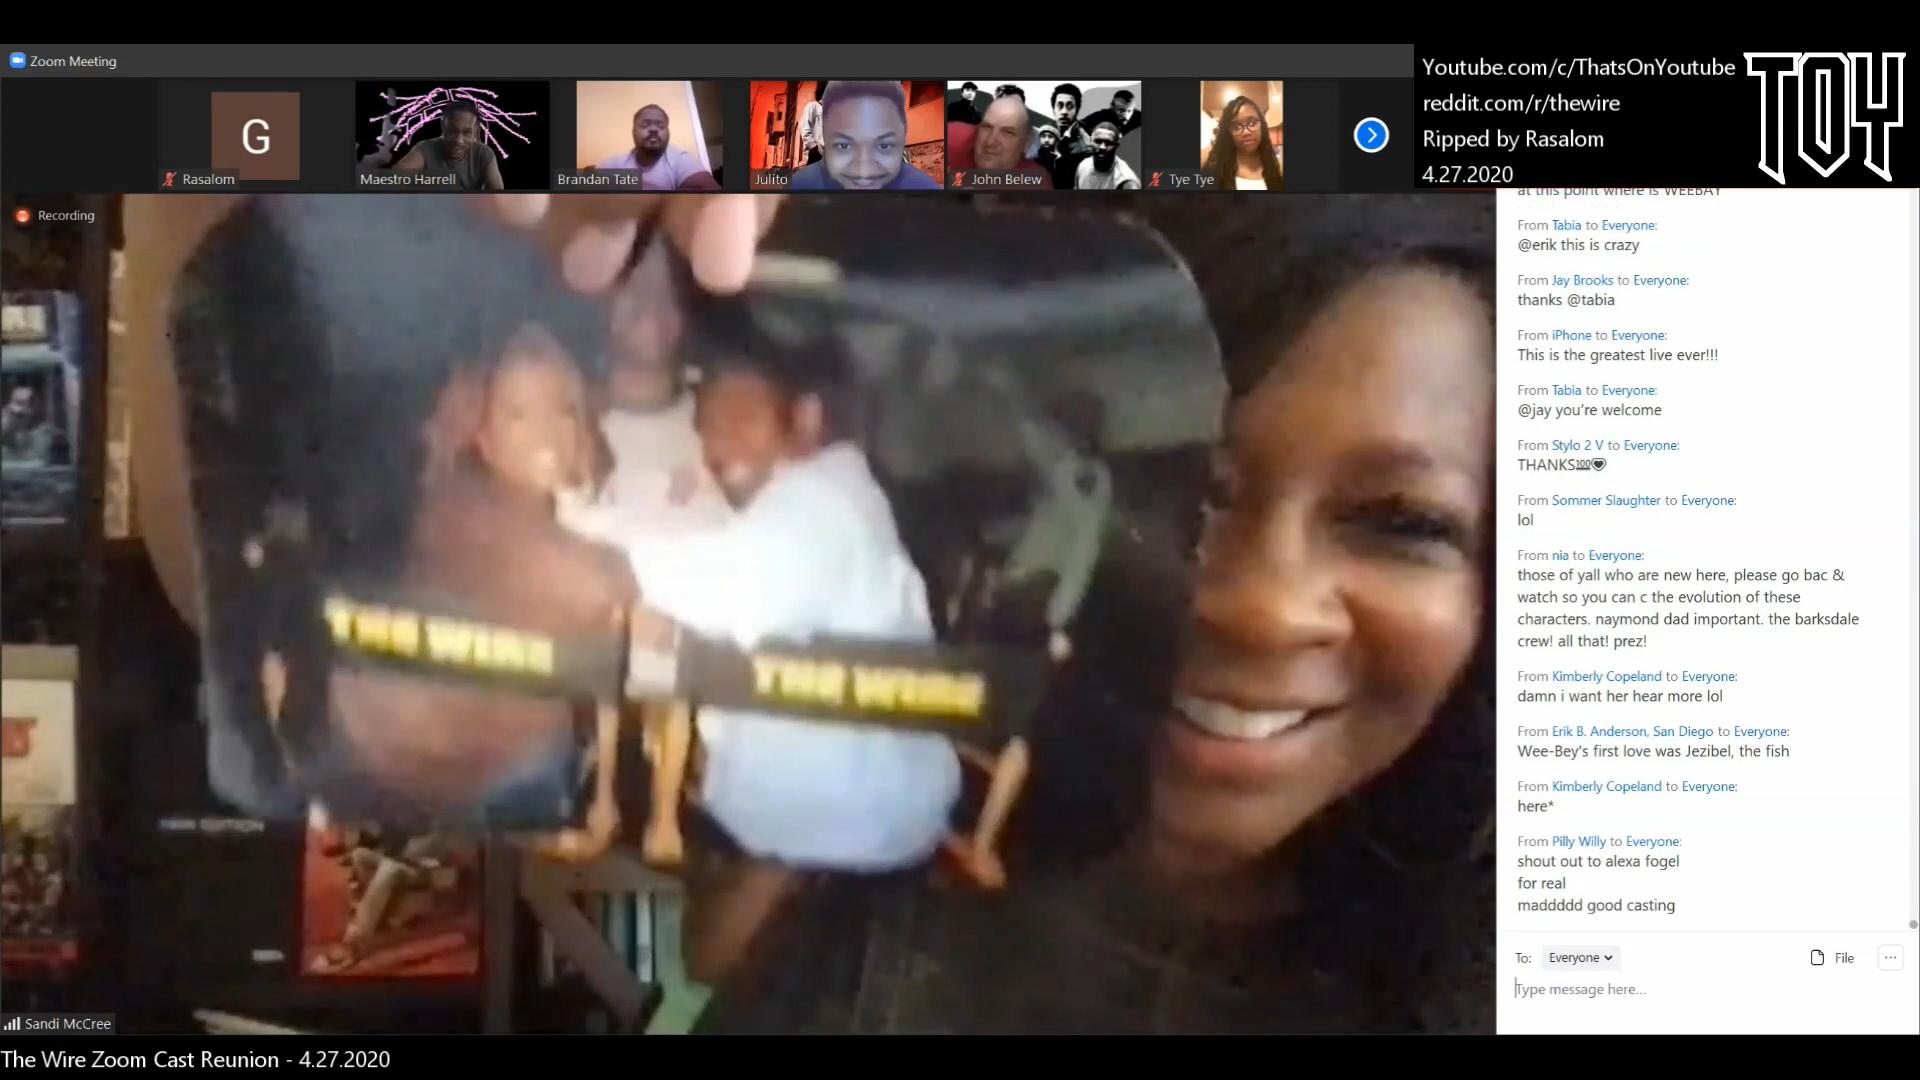 Zoom Meeting
Youtube.com/c/ThatsOnYoutube
reddit.com/r/thewire
Ripped by Rasalom
4.27.2020
TOY
G
Rasalom
Maestro Harrell
Brandan Tate
Julito
John Belew
Tye Tye
Recording
THE WIRE
THE WIRE
EDITION
Sandi McCree
at this point where is WEEBAY
From Tabia to Everyone:
@erik this is crazy
From Jay Brooks to Everyone:
thanks @tabia
From iPhone to Everyone:
This is the greatest live ever!!!
From Tabia to Everyone:
@jay you're welcome
From Stylo 2 V to Everyone:
THANKS💯🖤
From Sommer Slaughter to Everyone:
lol
From nia to Everyone:
those of yall who are new here, please go bac &
watch so you can c the evolution of these
characters. naymond dad important. the barksdale
crew! all that! prez!
From Kimberly Copeland to Everyone:
damn i want her hear more lol
From Erik B. Anderson, San Diego to Everyone:
Wee-Bey's first love was Jezibel, the fish
From Kimberly Copeland to Everyone:
here*
From Pilly Willy to Everyone:
shout out to alexa fogel
for real
maddddd good casting
To: Everyone
File
...
Type message here...
The Wire Zoom Cast Reunion - 4.27.2020